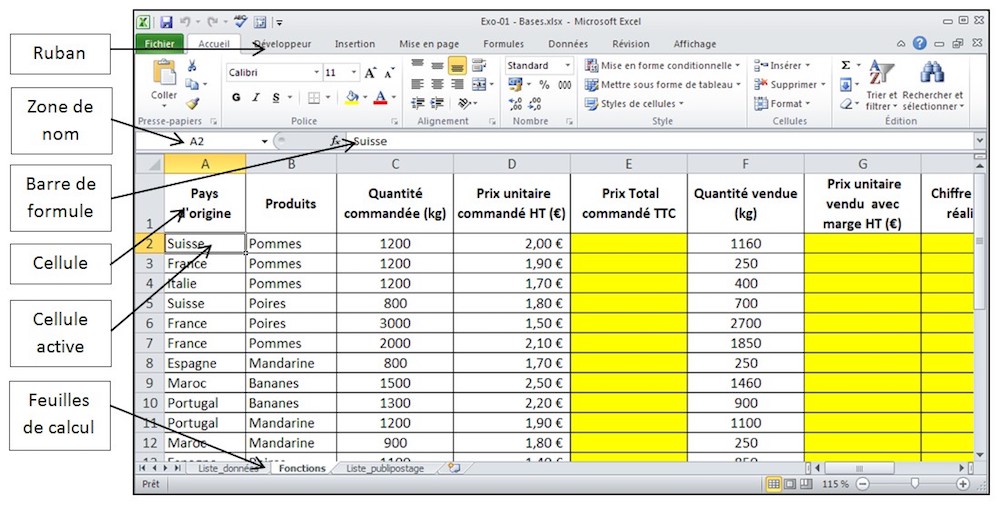 Exo-01 - Bases.xlsx - Microsoft Excel
Fichier Accueil Développeur Insertion Mise en page Formules Données Révision Affichage
Ruban
Zone de
nom
Barre de
formule
Cellule
Cellule
active
Feuilles
de calcul
Coller
Presse-papiers
Calibri 11
G I S
Police
Alignement
Standard
% 000
Nombre
Mise en forme conditionnelle
Mettre sous forme de tableau
Styles de cellules
Style
Insérer
Supprimer
Format
Cellules
Σ
Trier et
filtrer
Rechercher et
sélectionner
Édition
A2 fx Suisse
A B C D E F G
1 Pays d'origine Produits Quantité commandée (kg) Prix unitaire commandé HT (€) Prix Total commandé TTC Quantité vendue (kg) Prix unitaire vendu avec marge HT (€) Chiffre réali
2 Suisse Pommes 1200 2,00 € 1160
3 France Pommes 1200 1,90 € 250
4 Italie Pommes 1200 1,70 € 400
5 Suisse Poires 800 1,80 € 700
6 France Poires 3000 1,50 € 2700
7 France Pommes 2000 2,10 € 1850
8 Espagne Mandarine 800 1,70 € 250
9 Maroc Bananes 1500 2,50 € 1460
10 Portugal Bananes 1300 2,20 € 900
11 Portugal Mandarine 1200 1,90 € 1100
12 Maroc Mandarine 900 1,80 € 250
Liste_données Fonctions Liste_publipostage
Prêt 115 %